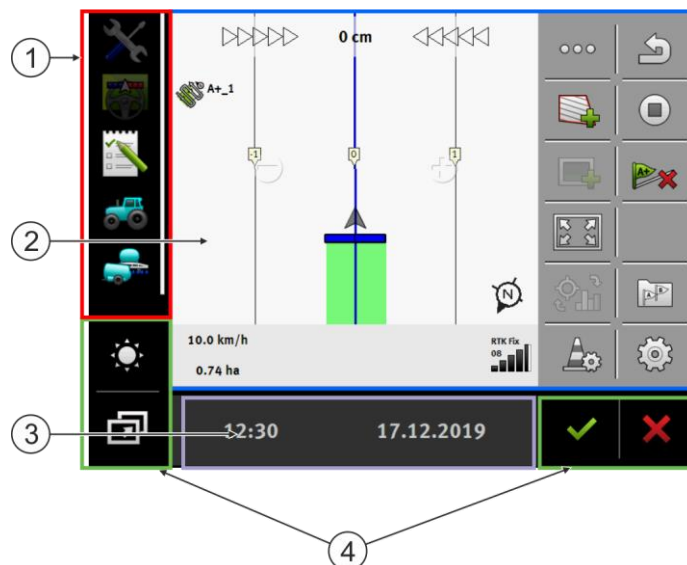 1
0 cm
A+_1
-1
0
1
A+
2
N
A
B
10.0 km/h
RTK Fix
08
0.74 ha
3
12:30
17.12.2019
4